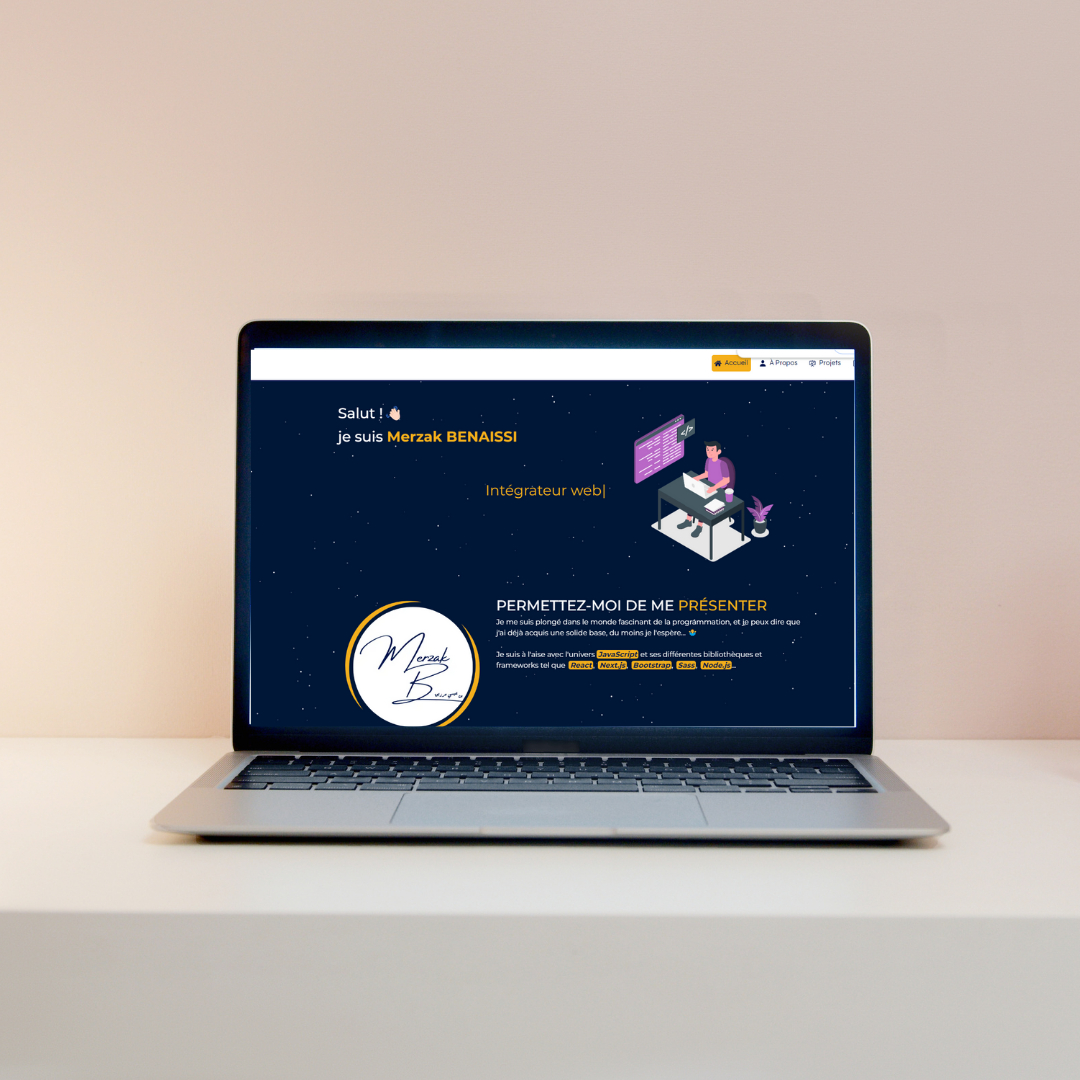 Accueil À Propos Projets
Salut ! 👋🏻
je suis Merzak BENAISSI
Intégrateur web|
</>
PERMETTEZ-MOI DE ME PRÉSENTER
Je me suis plongé dans le monde fascinant de la programmation, et je peux dire que
j'ai déjà acquis une solide base, du moins je l'espère... 🤷‍♂️
Je suis à l'aise avec l'univers JavaScript et ses différentes bibliothèques et
frameworks tel que React, Next.js, Bootstrap, Sass, Node.js...
Merzak